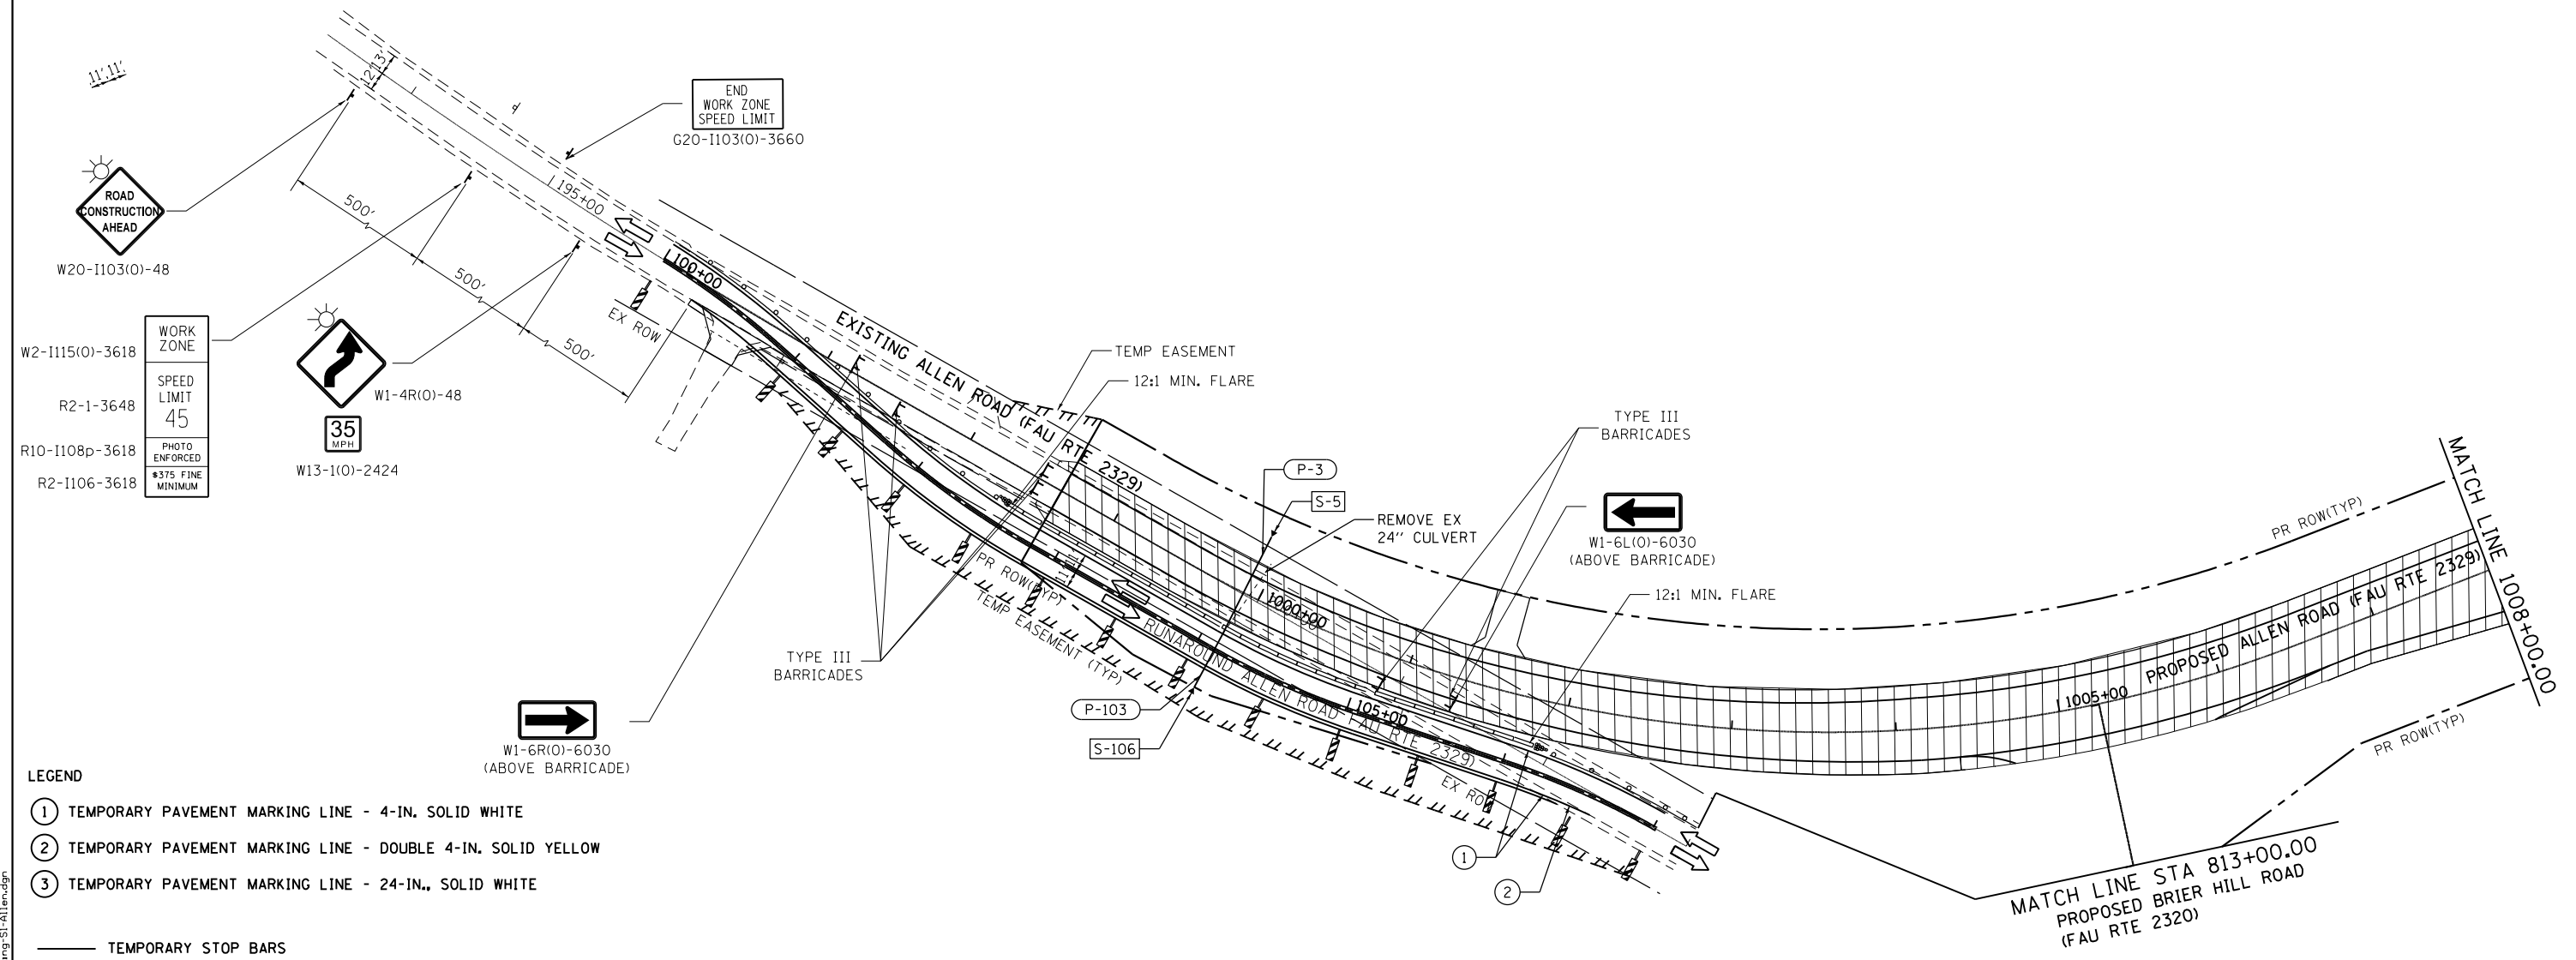 11' 11'
12' 13'
END
WORK ZONE
SPEED LIMIT
G20-I103(0)-3660
ROAD
CONSTRUCTION
AHEAD
W20-I103(0)-48
195+00
500'
500'
500'
100+00
EX ROW
W2-I115(0)-3618
WORK
ZONE
R2-1-3648
SPEED
LIMIT
45
R10-I108p-3618
PHOTO
ENFORCED
R2-I106-3618
$375 FINE
MINIMUM
W1-4R(0)-48
35
MPH
W13-1(0)-2424
EXISTING ALLEN ROAD (FAU RTE 2329)
TEMP EASEMENT
12:1 MIN. FLARE
TYPE III
BARRICADES
P-3
S-5
REMOVE EX
24" CULVERT
W1-6L(0)-6030
(ABOVE BARRICADE)
12:1 MIN. FLARE
MATCH LINE 1008+00.00
PR ROW(TYP)
PROPOSED ALLEN ROAD (FAU RTE 2329)
1005+00
PR ROW(TYP)
1000+00
PR ROW(TYP)
TEMP EASEMENT (TYP)
RUNAROUND ALLEN ROAD FAU RTE 2329)
105+00
TYPE III
BARRICADES
P-103
S-106
EX RO
W1-6R(0)-6030
(ABOVE BARRICADE)
1
2
MATCH LINE STA 813+00.00
PROPOSED BRIER HILL ROAD
(FAU RTE 2320)
LEGEND
1 TEMPORARY PAVEMENT MARKING LINE - 4-IN. SOLID WHITE
2 TEMPORARY PAVEMENT MARKING LINE - DOUBLE 4-IN. SOLID YELLOW
3 TEMPORARY PAVEMENT MARKING LINE - 24-IN., SOLID WHITE
TEMPORARY STOP BARS